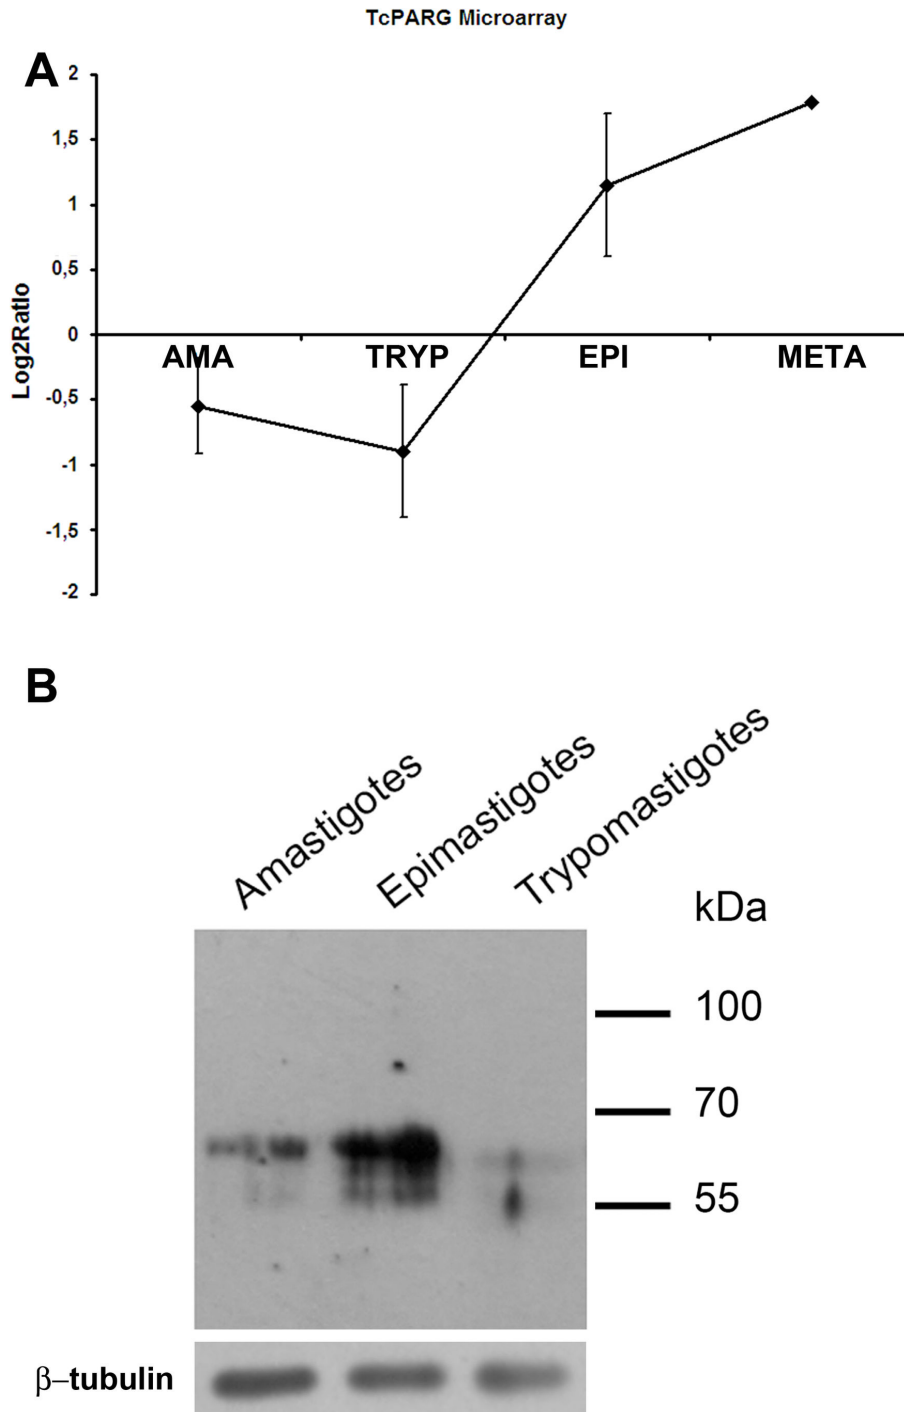 TcPARG Microarray
A
2
1,5
1
0,5
0
-0,5
-1
-1,5
-2
Log2Ratio
AMA TRYP EPI META
B
Amastigotes
Epimastigotes
Trypomastigotes
kDa
100
70
55
β–tubulin